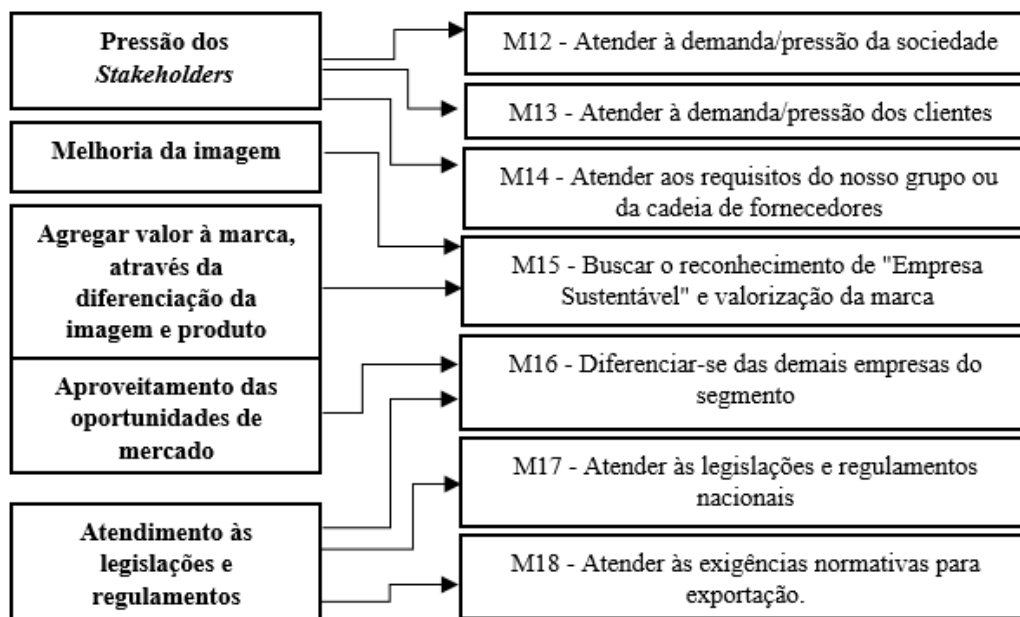 Pressão dos
Stakeholders
Melhoria da imagem
Agregar valor à marca,
através da
diferenciação da
imagem e produto
Aproveitamento das
oportunidades de
mercado
Atendimento às
legislações e
regulamentos
M12 - Atender à demanda/pressão da sociedade
M13 - Atender à demanda/pressão dos clientes
M14 - Atender aos requisitos do nosso grupo ou
da cadeia de fornecedores
M15 - Buscar o reconhecimento de "Empresa
Sustentável" e valorização da marca
M16 - Diferenciar-se das demais empresas do
segmento
M17 - Atender às legislações e regulamentos
nacionais
M18 - Atender às exigências normativas para
exportação.